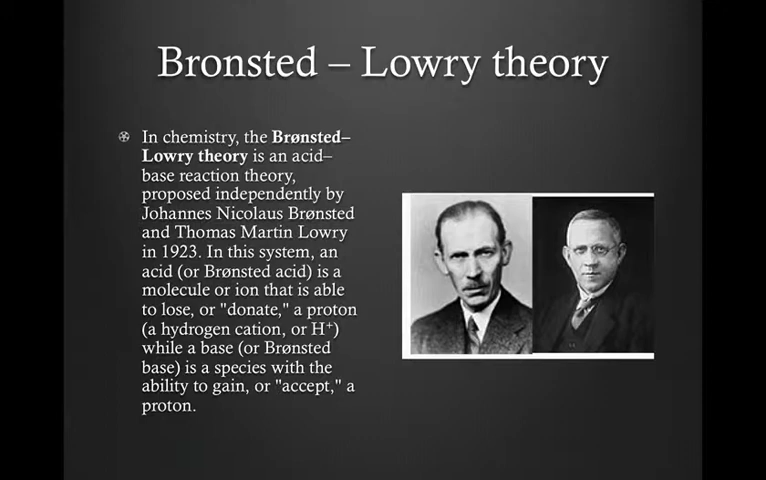 Bronsted – Lowry theory
In chemistry, the Brønsted–
Lowry theory is an acid–
base reaction theory,
proposed independently by
Johannes Nicolaus Brønsted
and Thomas Martin Lowry
in 1923. In this system, an
acid (or Brønsted acid) is a
molecule or ion that is able
to lose, or "donate," a proton
(a hydrogen cation, or H⁺)
while a base (or Brønsted
base) is a species with the
ability to gain, or "accept," a
proton.